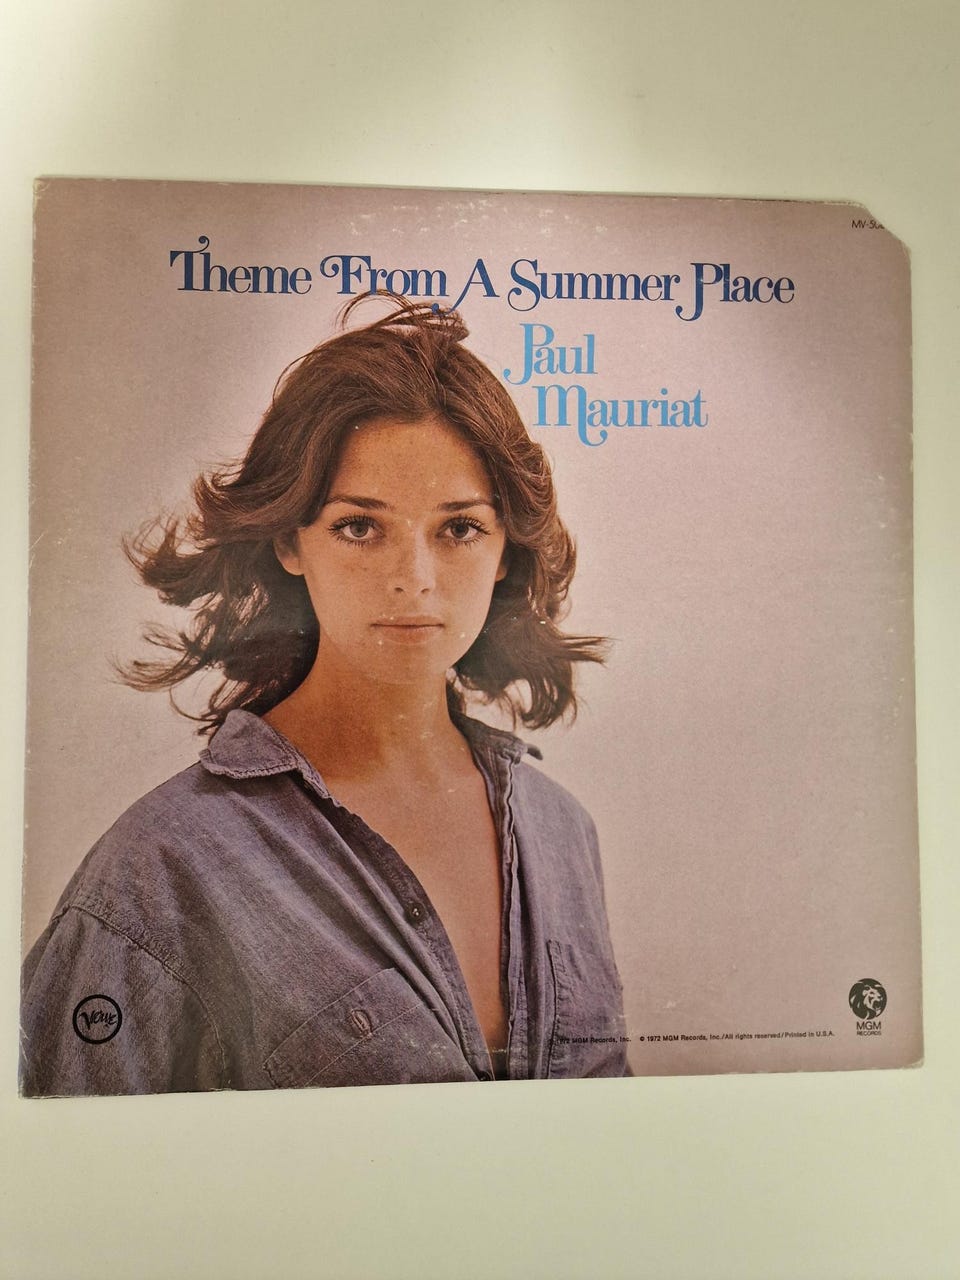 MV-50
Theme From A Summer Place
Paul
Mauriat
Verve
MGM
RECORDS
MGM Records, Inc. © 1972 MGM Records, Inc./All rights reserved/Printed in U.S.A.